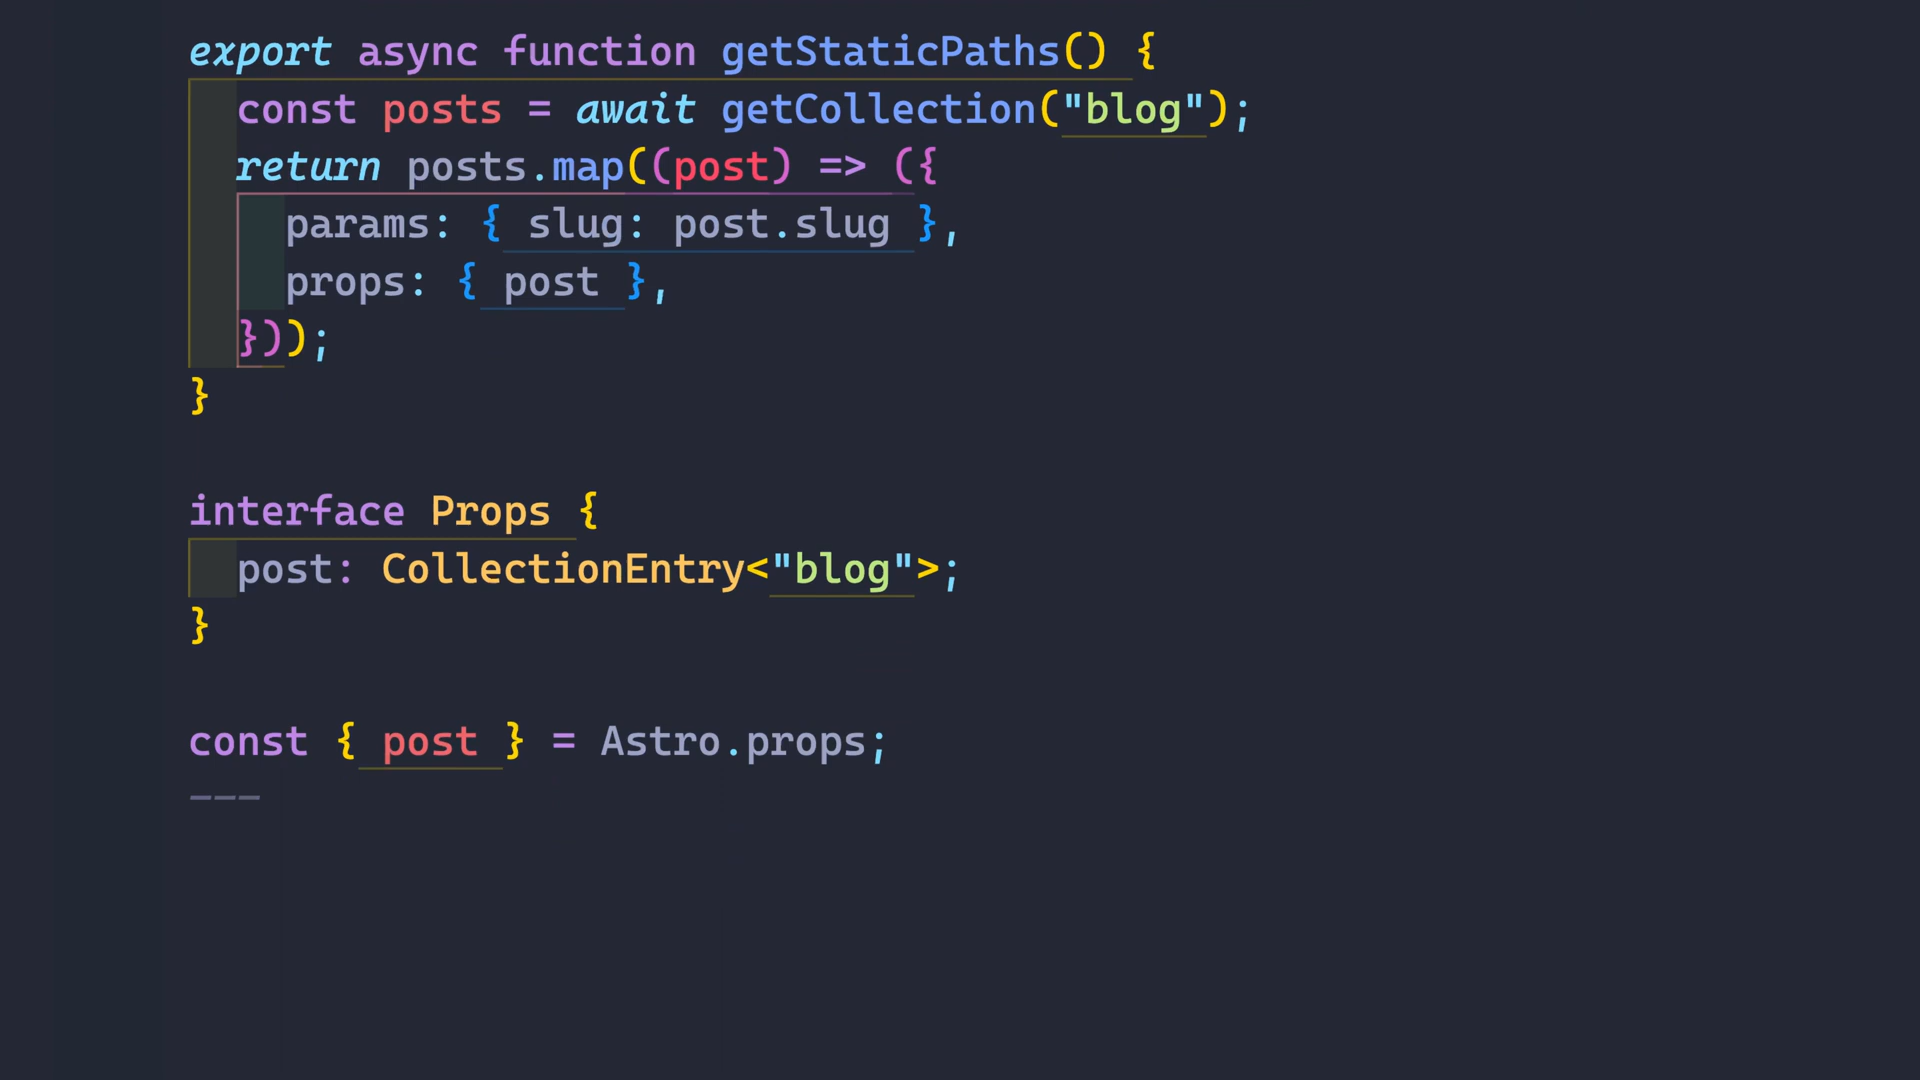 export async function getStaticPaths() {
  const posts = await getCollection("blog");
  return posts.map((post) => ({
    params: { slug: post.slug },
    props: { post },
  }));
}

interface Props {
  post: CollectionEntry<"blog">;
}

const { post } = Astro.props;
---